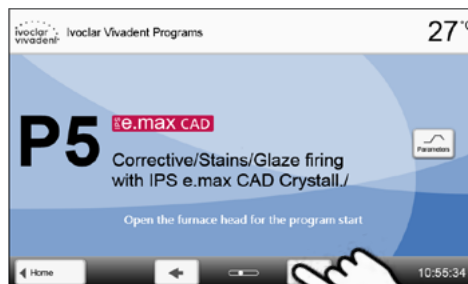 ivoclar vivadent Ivoclar Vivadent Programs 27 °C
IPS e.max CAD
P5
Parameters
Corrective/Stains/Glaze firing
with IPS e.max CAD Crystall./
Open the furnace head for the program start
Home 10:55:34